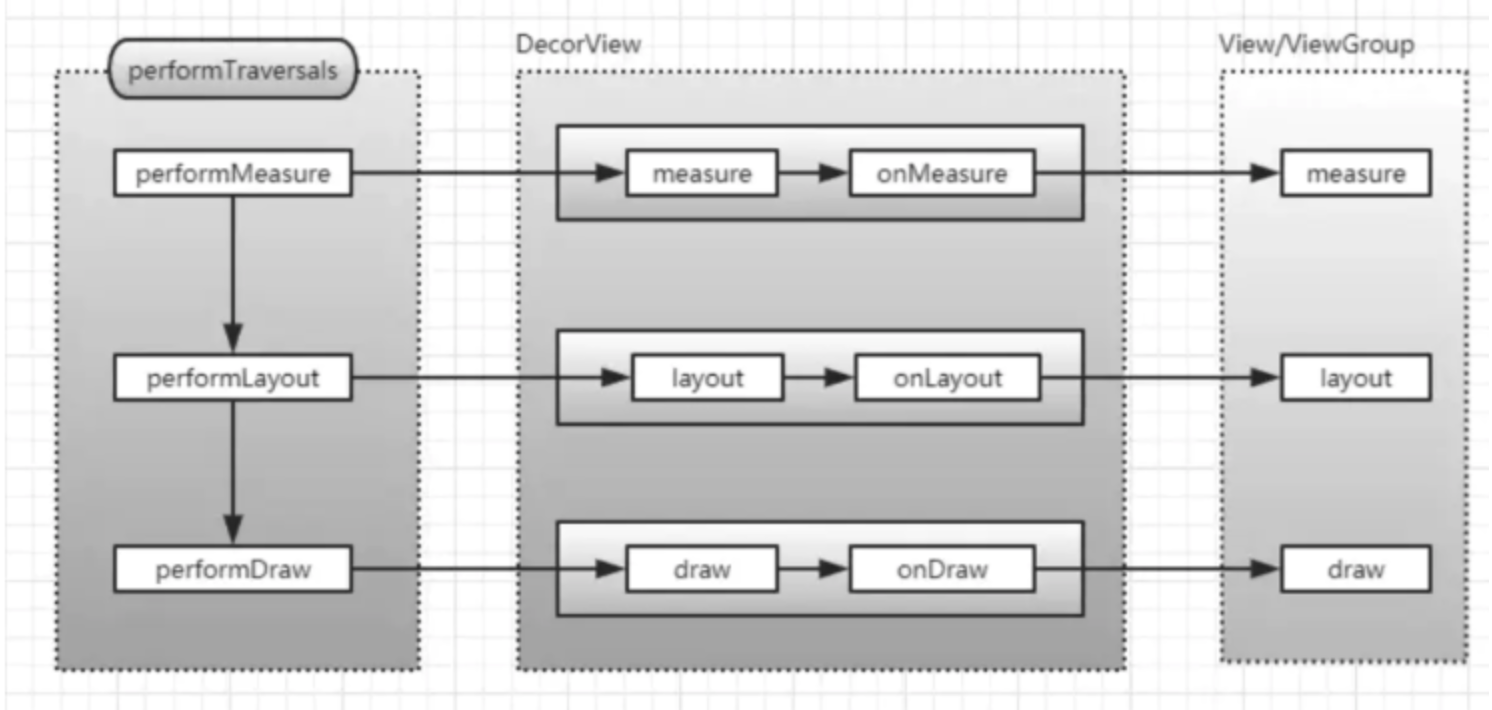 DecorView
View/ViewGroup
performTraversals
performMeasure
measure
onMeasure
measure
performLayout
layout
onLayout
layout
performDraw
draw
onDraw
draw